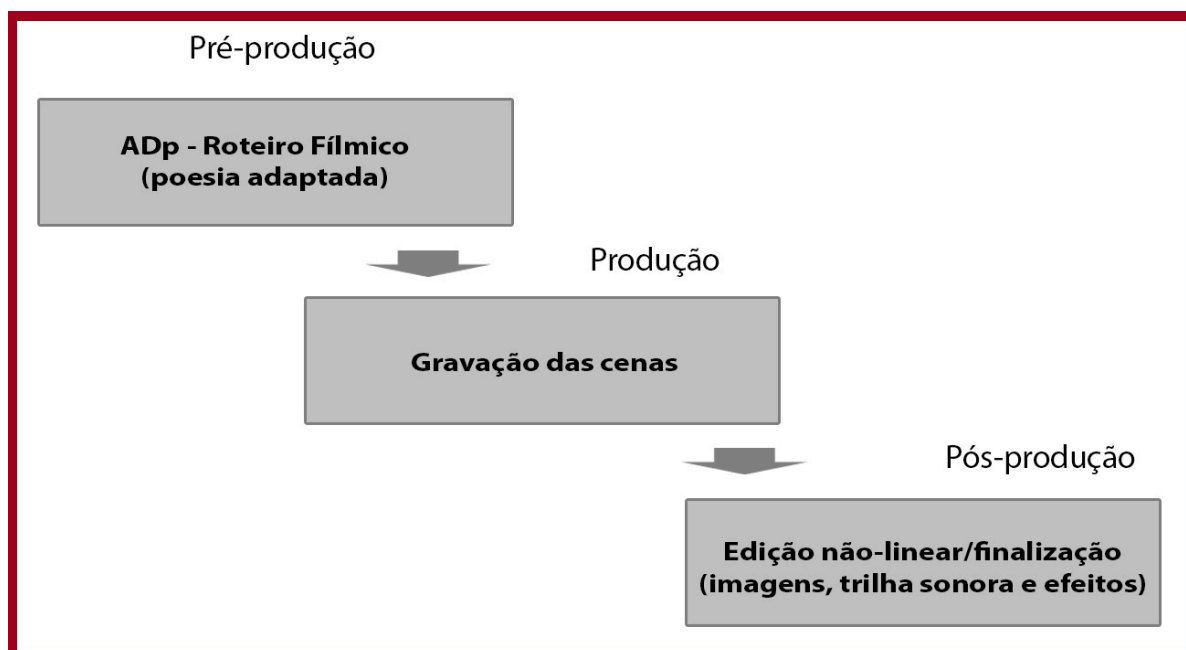 Pré-produção
ADp - Roteiro Fílmico
(poesia adaptada)
Produção
Gravação das cenas
Pós-produção
Edição não-linear/finalização
(imagens, trilha sonora e efeitos)